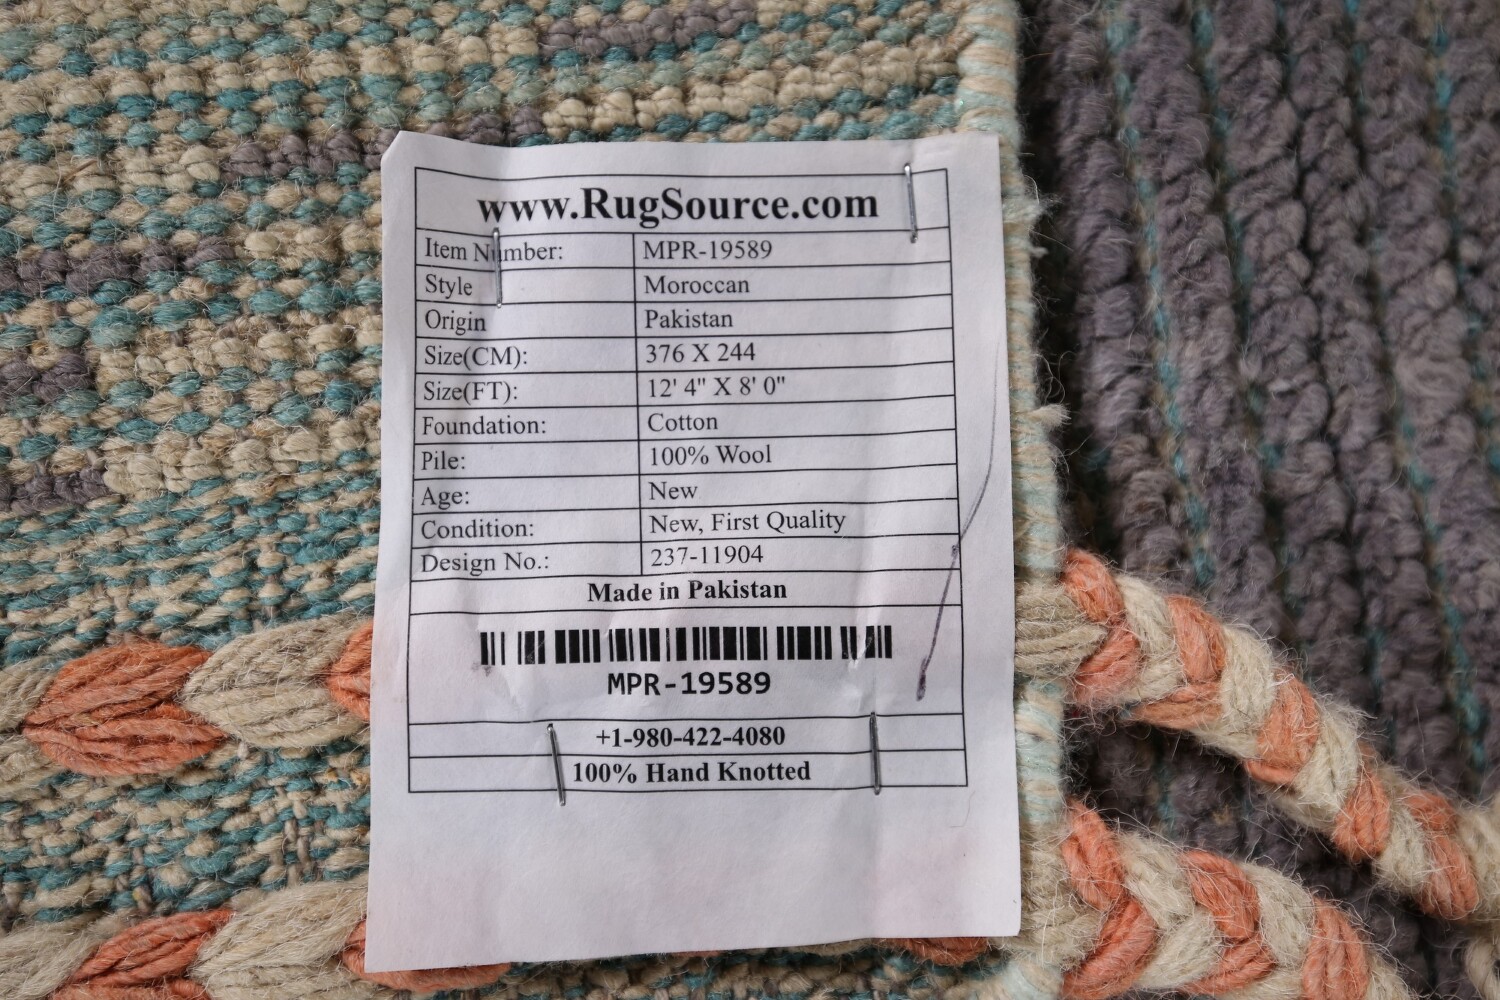 www.RugSource.com
Item Number: MPR-19589
Style Moroccan
Origin Pakistan
Size(CM): 376 X 244
Size(FT): 12' 4" X 8' 0"
Foundation: Cotton
Pile: 100% Wool
Age: New
Condition: New, First Quality
Design No.: 237-11904
Made in Pakistan
MPR-19589
+1-980-422-4080
100% Hand Knotted